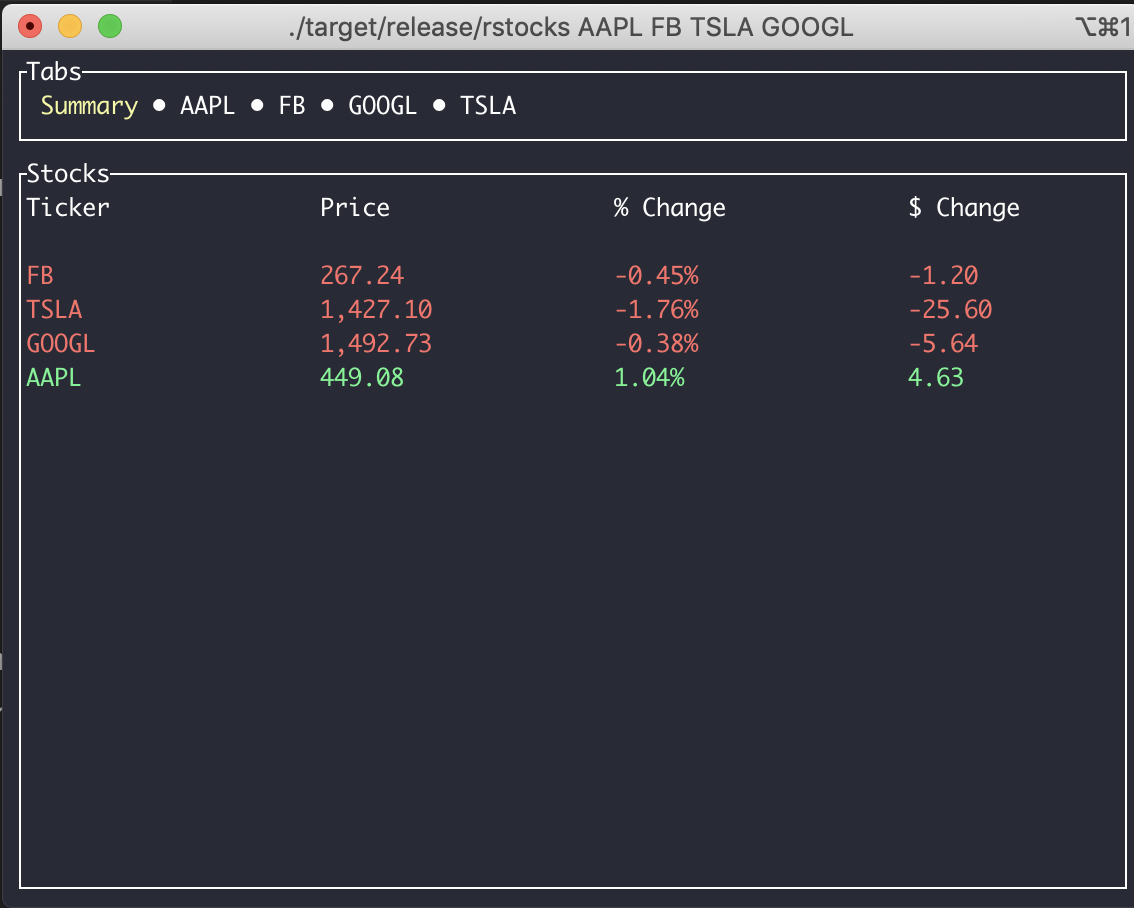 ./target/release/rstocks AAPL FB TSLA GOOGL ⌥⌘1
Tabs
Summary • AAPL • FB • GOOGL • TSLA
Stocks
Ticker Price % Change $ Change
FB 267.24 -0.45% -1.20
TSLA 1,427.10 -1.76% -25.60
GOOGL 1,492.73 -0.38% -5.64
AAPL 449.08 1.04% 4.63